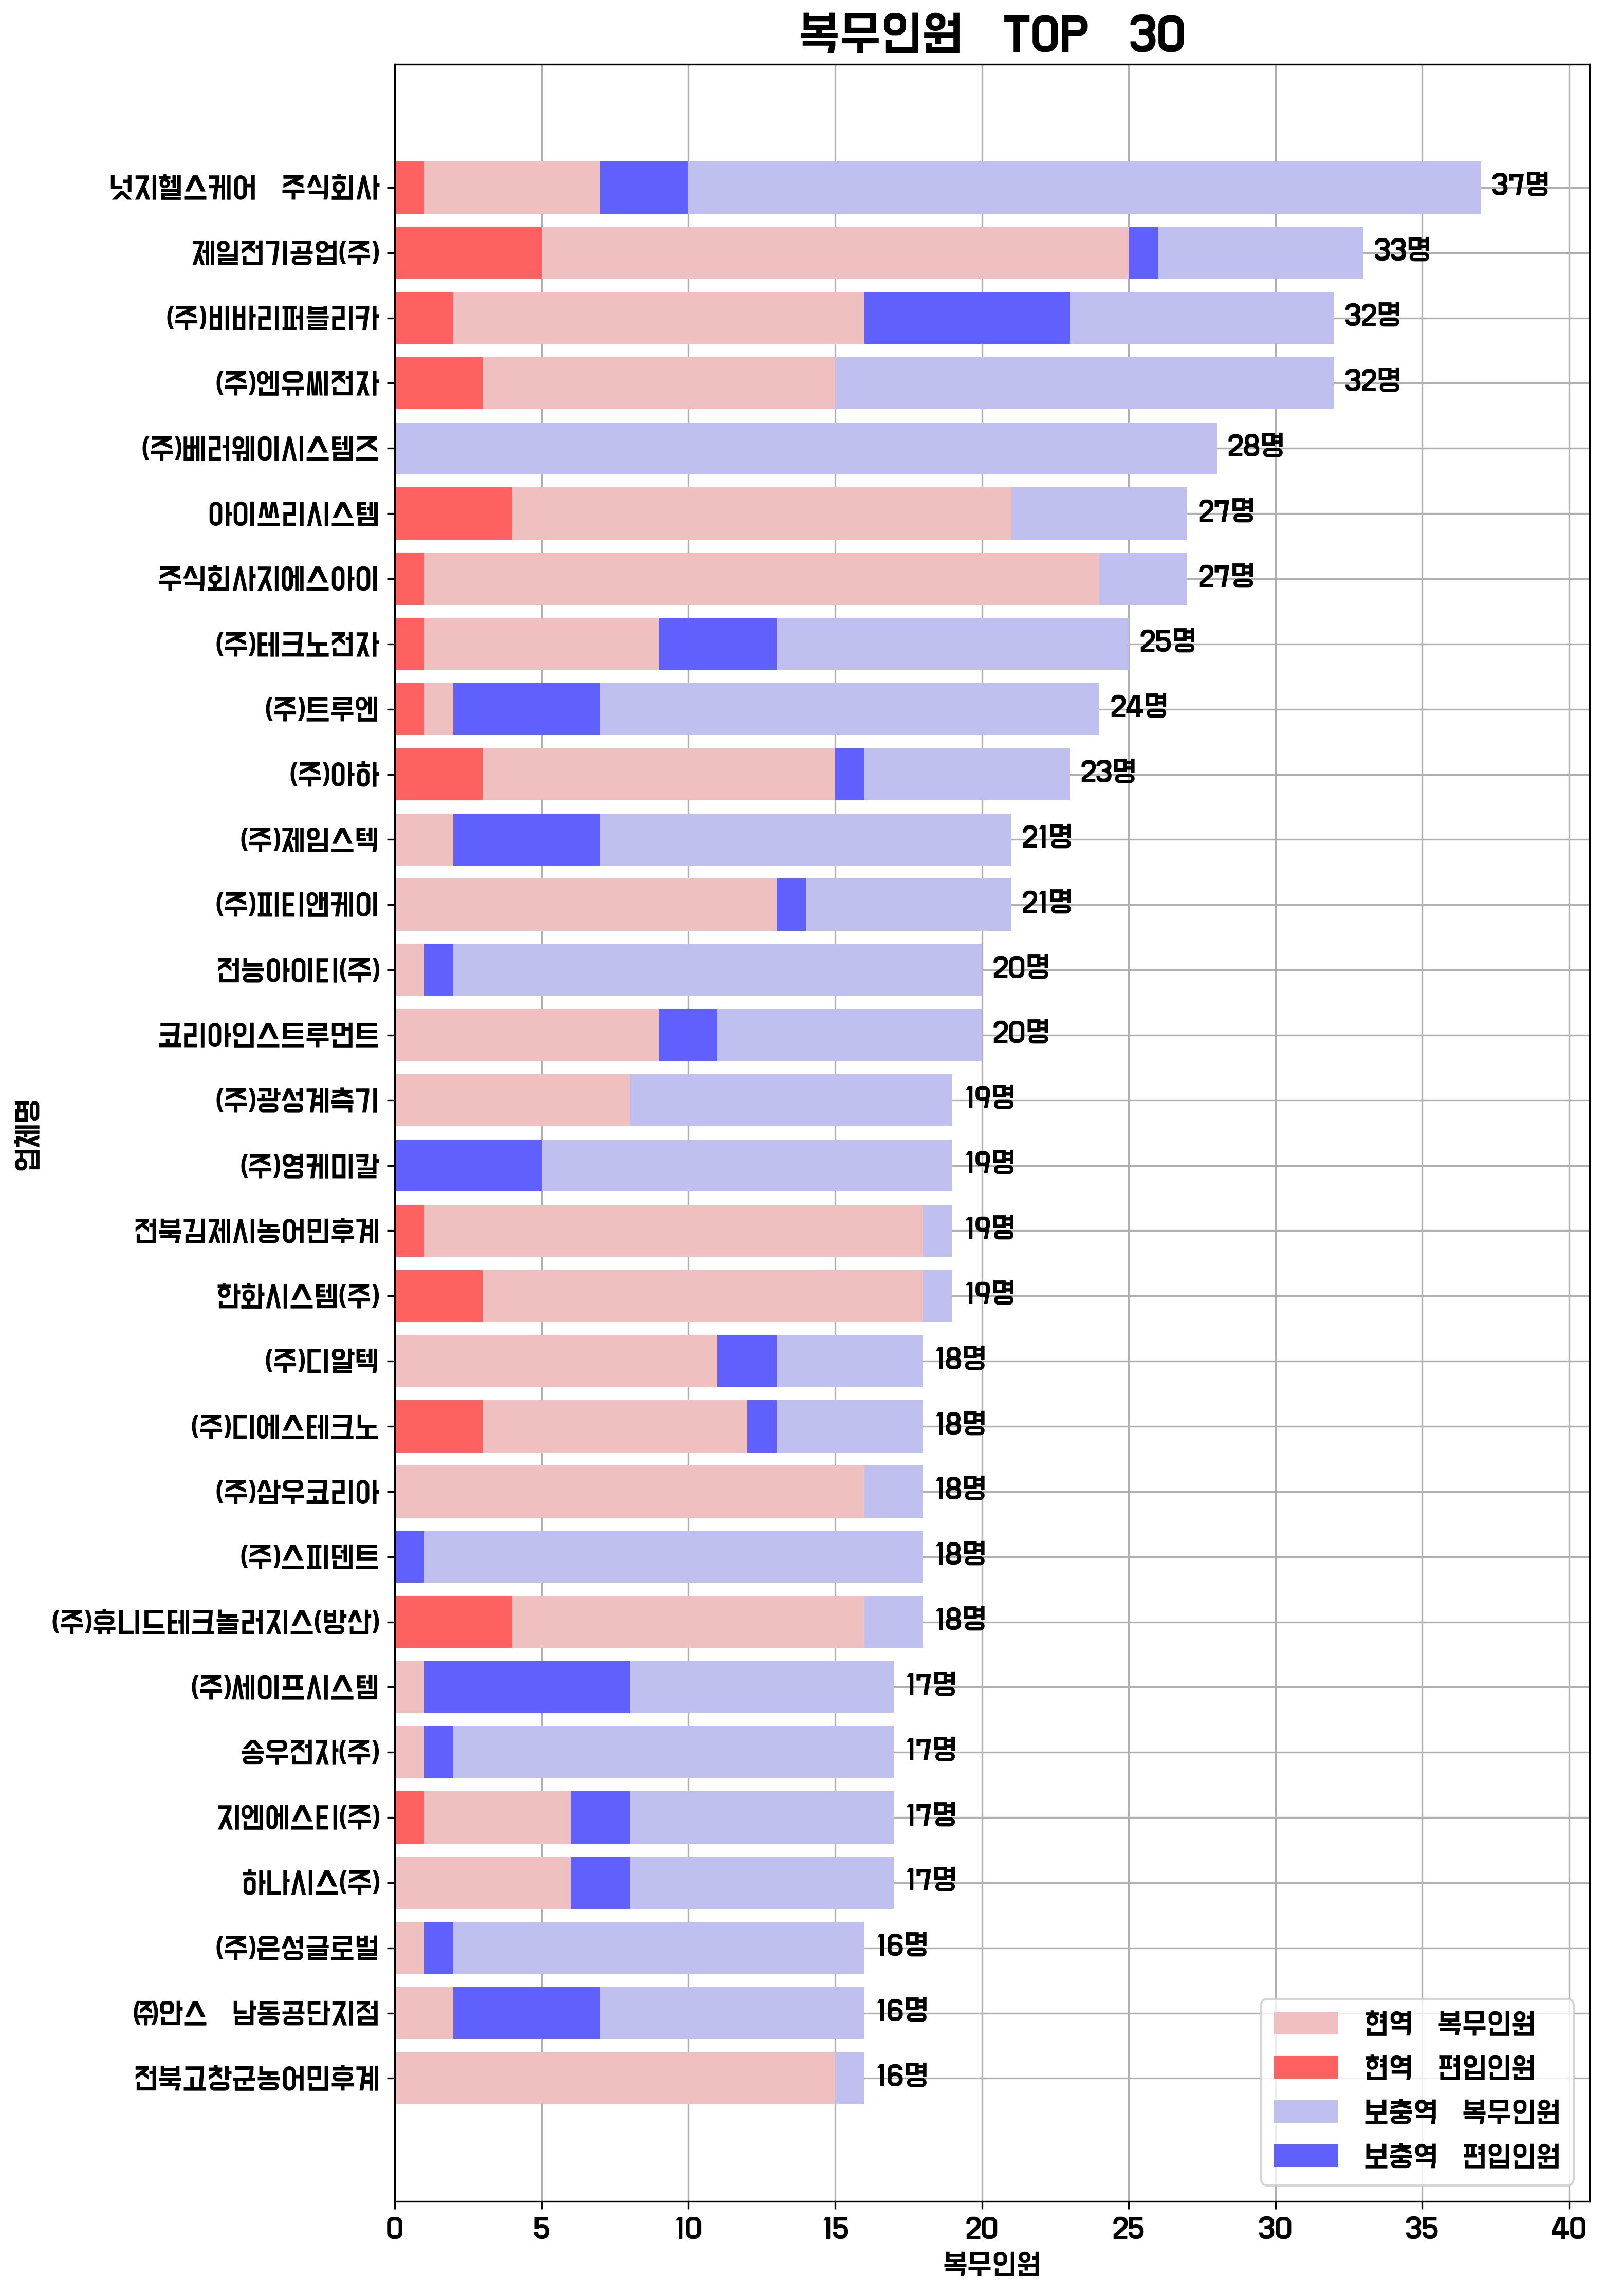 복무인원 TOP 30
넛지헬스케어 주식회사
37명
제일전기공업(주)
33명
(주)비바리퍼블리카
32명
(주)엔유씨전자
32명
(주)베러웨이시스템즈
28명
아이쓰리시스템
27명
주식회사지에스아이
27명
(주)테크노전자
25명
(주)트루엔
24명
(주)아하
23명
(주)제임스텍
21명
(주)피티앤케이
21명
전능아이티(주)
20명
코리아인스트루먼트
20명
(주)광성계측기
19명
(주)영케미칼
19명
전북김제시농어민후계
19명
한화시스템(주)
19명
(주)디알텍
18명
(주)디에스테크노
18명
(주)삼우코리아
18명
(주)스피덴트
18명
(주)휴니드테크놀러지스(방산)
18명
(주)세이프시스템
17명
송우전자(주)
17명
지엔에스티(주)
17명
하나시스(주)
17명
(주)은성글로벌
16명
㈜안스 남동공단지점
16명
전북고창군농어민후계
16명
업체명
현역 복무인원
현역 편입인원
보충역 복무인원
보충역 편입인원
0 5 10 15 20 25 30 35 40
복무인원